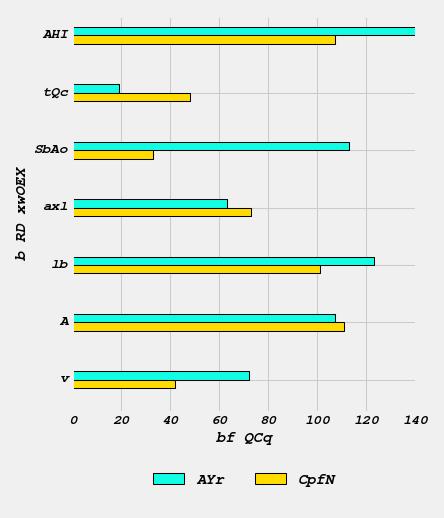 AHI
tQc
SbAo
axl
lb
A
v
b RD xwOEX
0 20 40 60 80 100 120 140
bf QCq
AYr CpfN